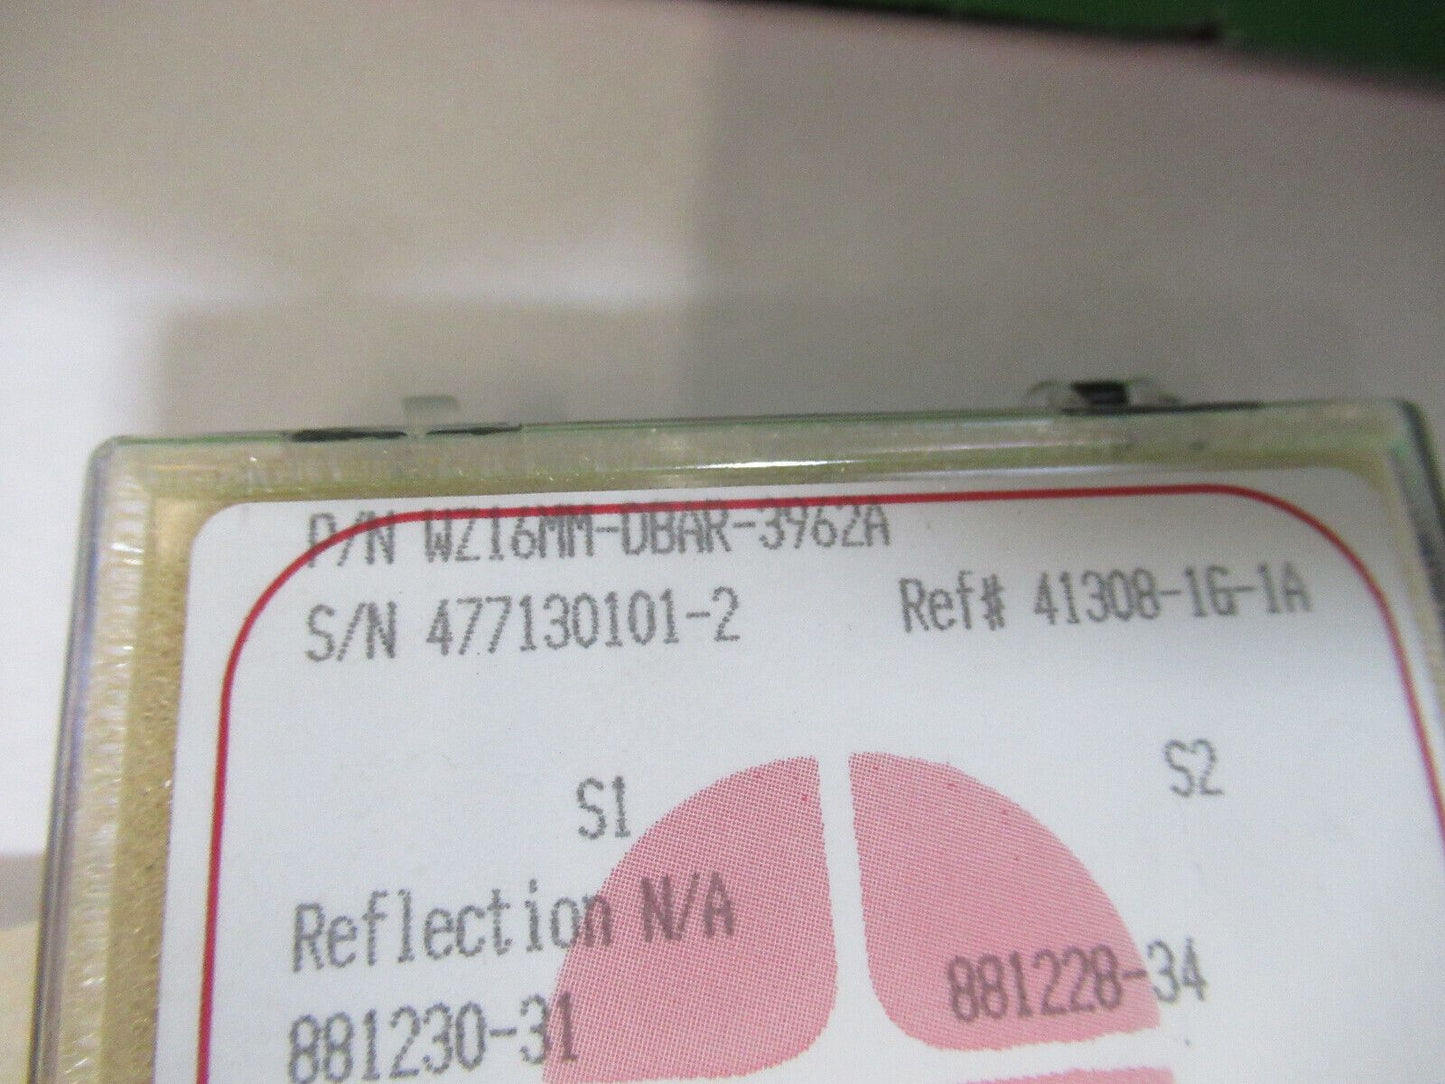 P/N WZ16MM-DBAR-3962A
S/N 477130101-2 Ref# 41308-1G-1A
S1 S2
Reflection N/A
881230-31 881228-34